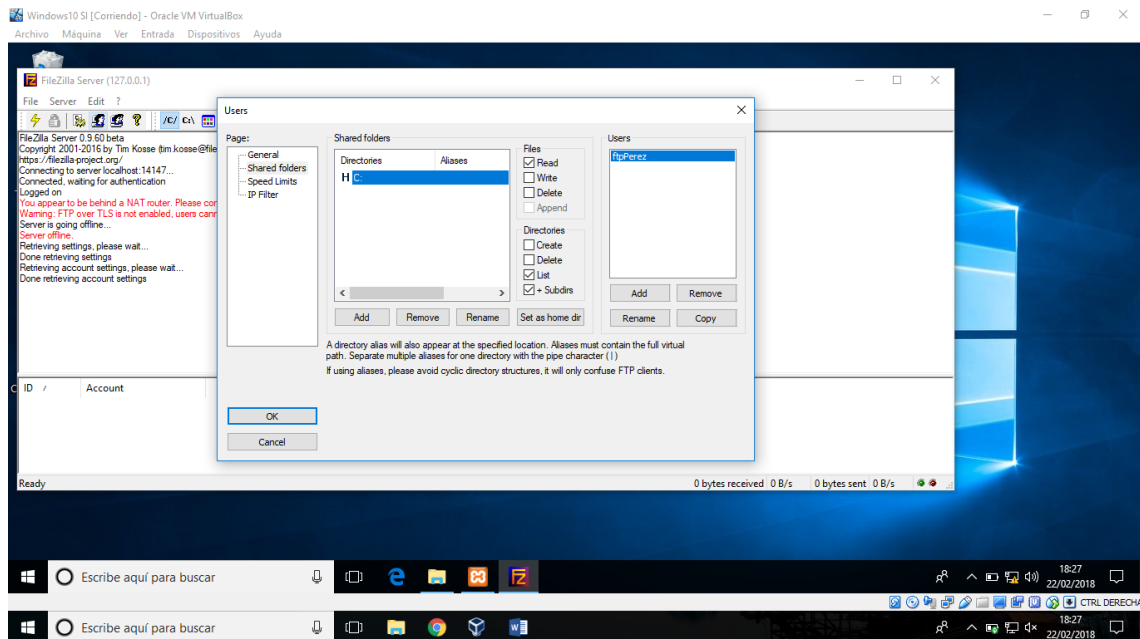 Windows10 SI [Corriendo] - Oracle VM VirtualBox
Archivo Máquina Ver Entrada Dispositivos Ayuda
FileZilla Server (127.0.0.1)
File Server Edit ?
/C/ C:\
FileZilla Server 0.9.60 beta
Copyright 2001-2016 by Tim Kosse (tim.kosse@file
https://filezilla-project.org/
Connecting to server localhost:14147...
Connected, waiting for authentication
Logged on
You appear to be behind a NAT router. Please con
Warning: FTP over TLS is not enabled, users cann
Server is going offline...
Server offline.
Retrieving settings, please wait...
Done retrieving settings
Retrieving account settings, please wait...
Done retrieving account settings
ID / Account
Ready
0 bytes received 0 B/s 0 bytes sent 0 B/s
Users
Page:
General
Shared folders
Speed Limits
IP Filter
OK
Cancel
Shared folders
Directories Aliases
H C:
Files
Read
Write
Delete
Append
Directories
Create
Delete
List
+ Subdirs
Add Remove Rename Set as home dir
Users
ftpPerez
Add Remove
Rename Copy
A directory alias will also appear at the specified location. Aliases must contain the full virtual
path. Separate multiple aliases for one directory with the pipe character ( | )
If using aliases, please avoid cyclic directory structures, it will only confuse FTP clients.
Escribe aquí para buscar
18:27
22/02/2018
CTRL DERECHA
Escribe aquí para buscar
18:27
22/02/2018